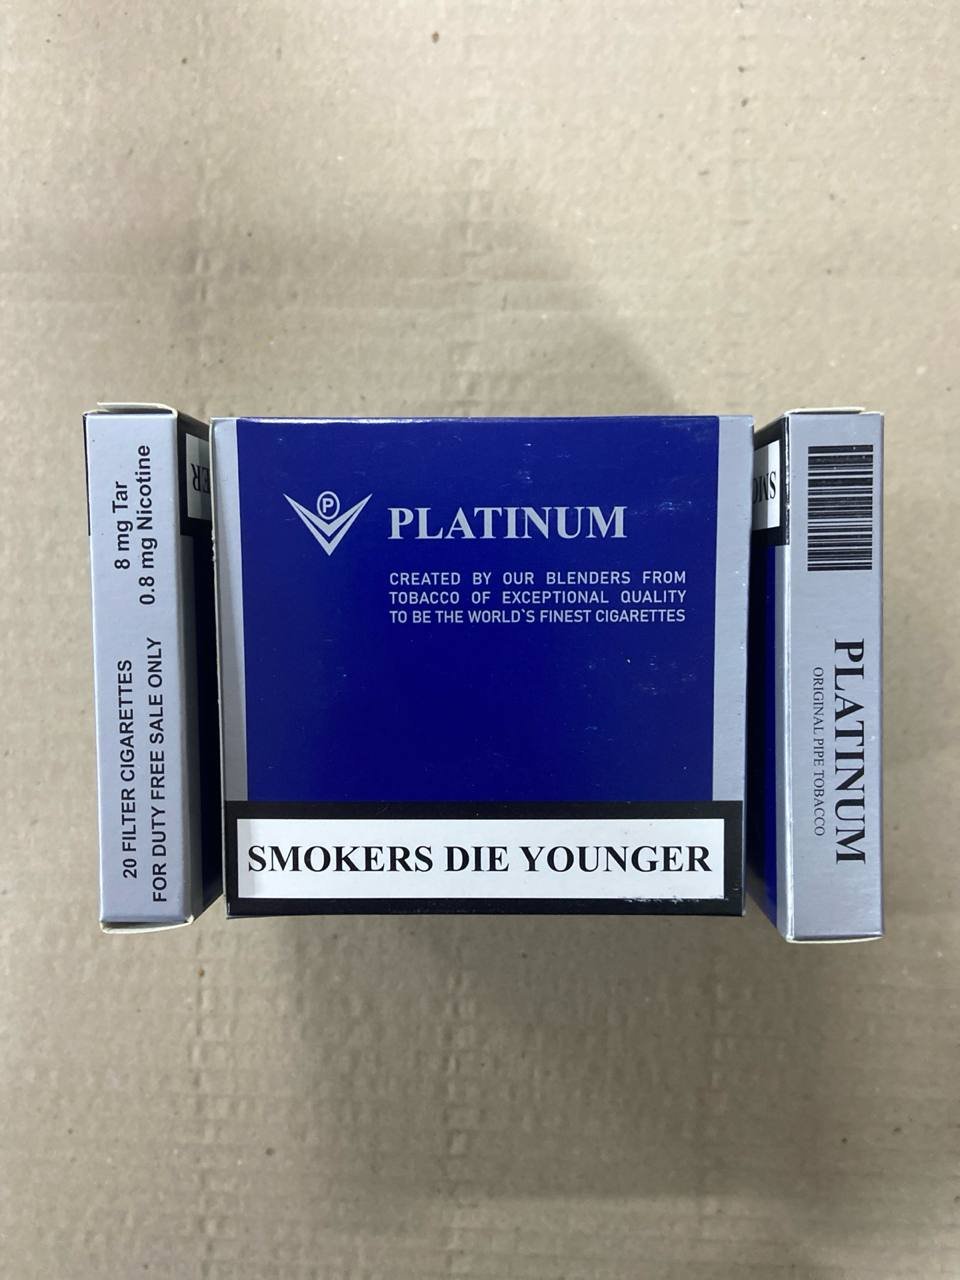 8 mg Tar
0.8 mg Nicotine
20 FILTER CIGARETTES
FOR DUTY FREE SALE ONLY
ER
P
PLATINUM
CREATED BY OUR BLENDERS FROM
TOBACCO OF EXCEPTIONAL QUALITY
TO BE THE WORLD`S FINEST CIGARETTES
SMOKERS DIE YOUNGER
SMO
PLATINUM
ORIGINAL PIPE TOBACCO